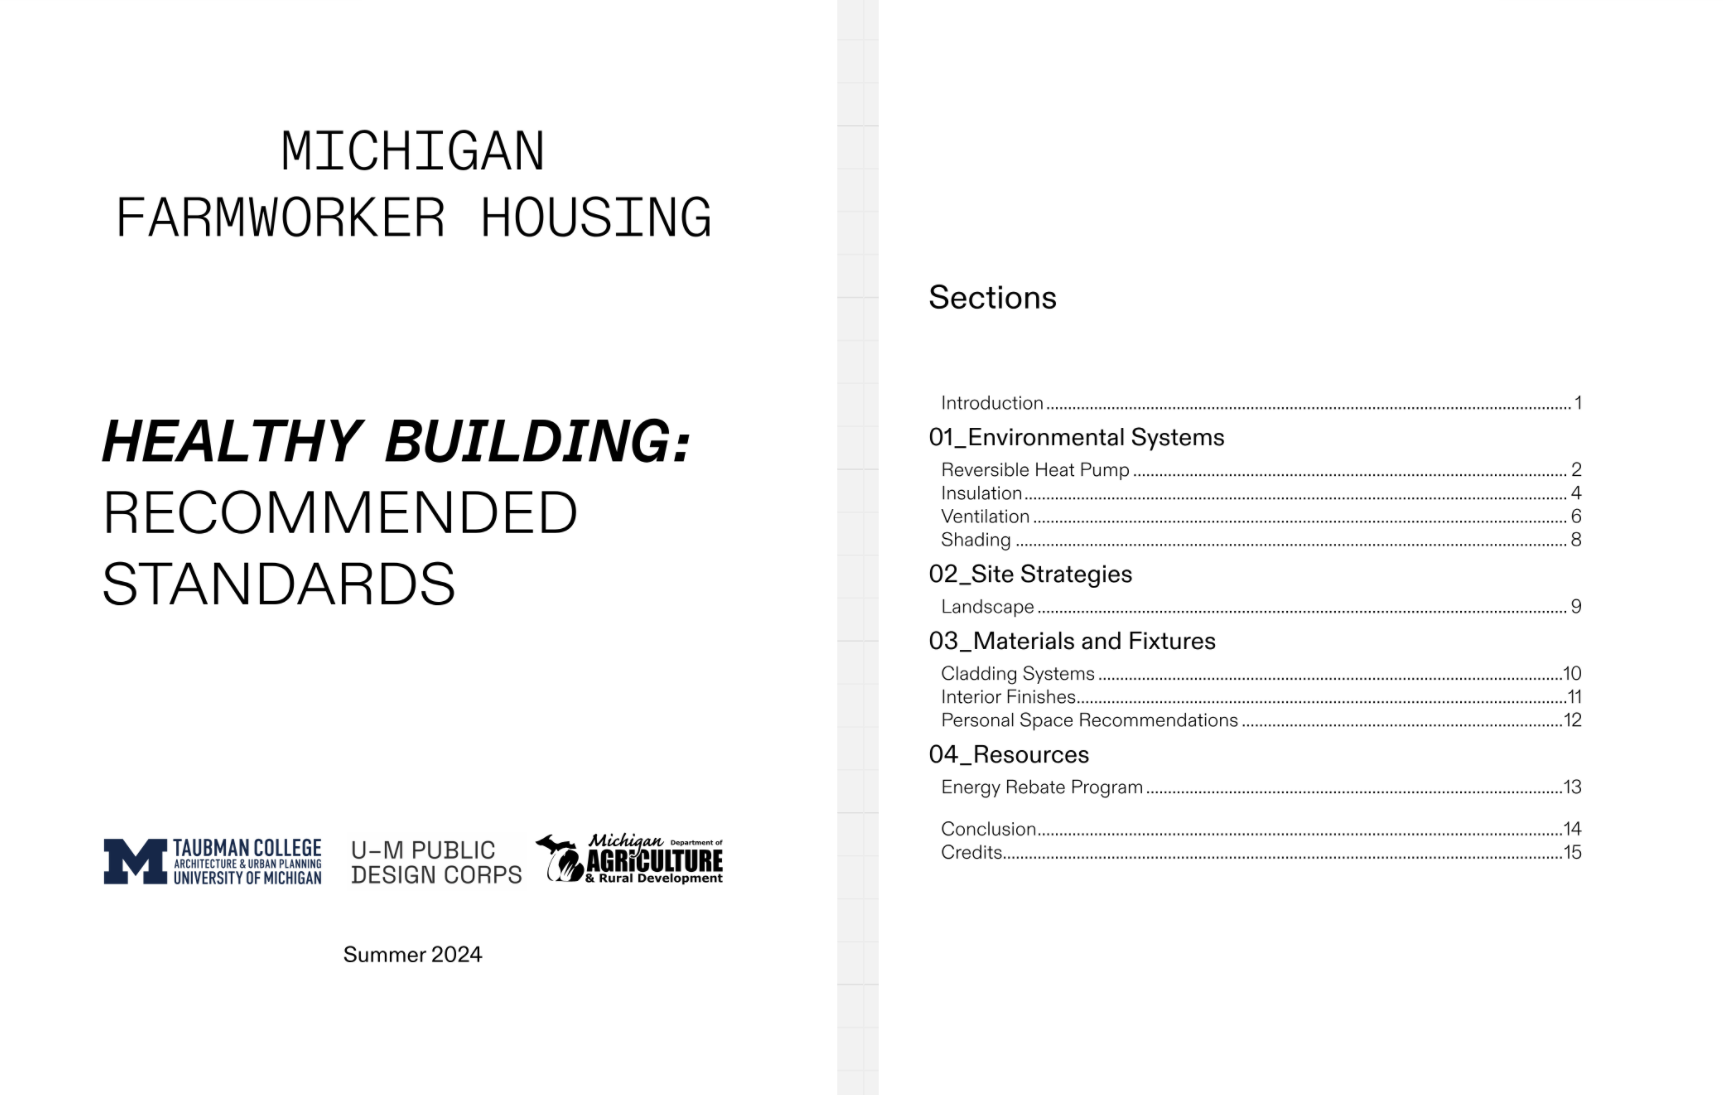 MICHIGAN
FARMWORKER HOUSING
HEALTHY BUILDING:
RECOMMENDED
STANDARDS
TAUBMAN COLLEGE
ARCHITECTURE & URBAN PLANNING
UNIVERSITY OF MICHIGAN
U–M PUBLIC
DESIGN CORPS
Michigan Department of
AGRICULTURE
& Rural Development
Summer 2024
Sections
Introduction 1
01_Environmental Systems
Reversible Heat Pump 2
Insulation 4
Ventilation 6
Shading 8
02_Site Strategies
Landscape 9
03_Materials and Fixtures
Cladding Systems 10
Interior Finishes 11
Personal Space Recommendations 12
04_Resources
Energy Rebate Program 13
Conclusion 14
Credits 15